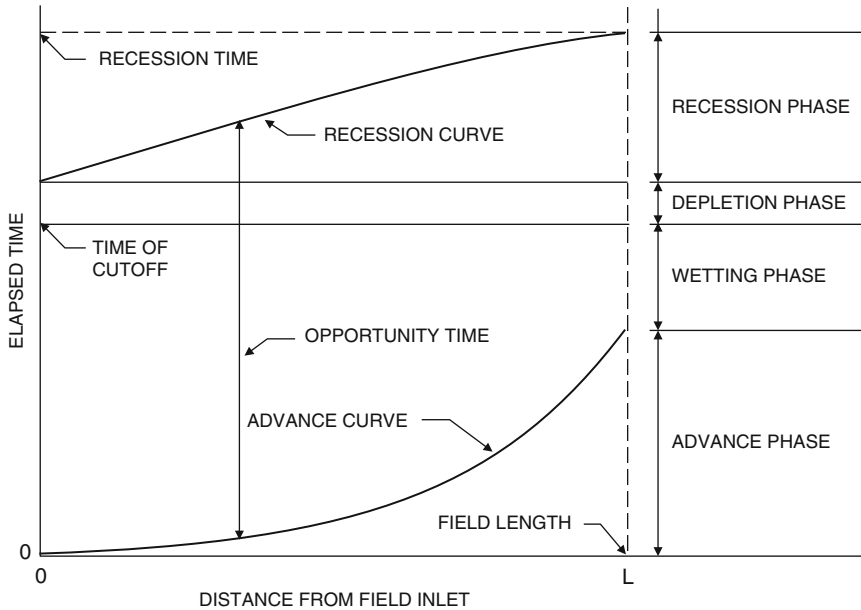 RECESSION TIME
RECESSION CURVE
RECESSION PHASE
DEPLETION PHASE
TIME OF
CUTOFF
WETTING PHASE
ELAPSED TIME
OPPORTUNITY TIME
ADVANCE CURVE
ADVANCE PHASE
FIELD LENGTH
0
0
L
DISTANCE FROM FIELD INLET